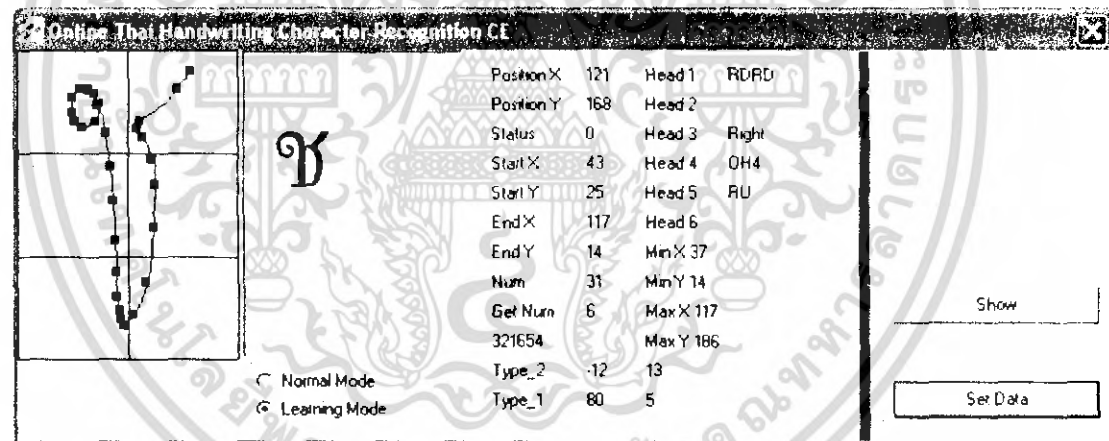 Online Thai Handwriting Character Recognition CE
Position X 121 Head 1 RDRD
Position Y 168 Head 2
Status 0 Head 3 Right
Start X 43 Head 4 OH4
Start Y 25 Head 5 RU
End X 117 Head 6
End Y 14 Min X 37
Num 31 Min Y 14
Get Num 6 Max X 117
321654 Max Y 186
Type_2 -12 13
Type_1 80 5
ช
Normal Mode
Learning Mode
Show
Set Data